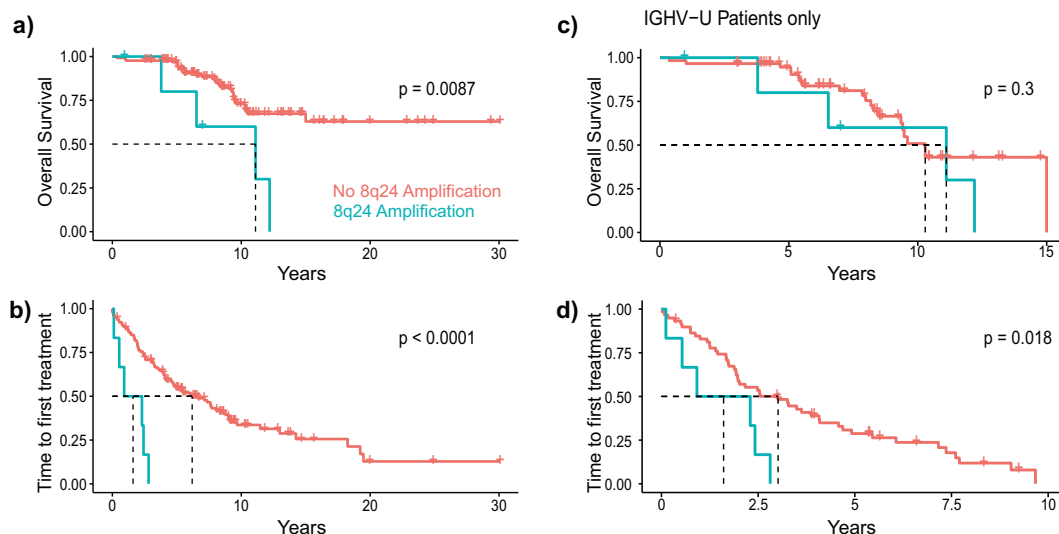 a)
1.00
0.75
0.50
0.25
0.00
Overall Survival
p = 0.0087
No 8q24 Amplification
8q24 Amplification
0 10 20 30
Years
b)
1.00
0.75
0.50
0.25
0.00
Time to first treatment
p < 0.0001
0 10 20 30
Years
IGHV−U Patients only
c)
1.00
0.75
0.50
0.25
0.00
Overall Survival
p = 0.3
0 5 10 15
Years
d)
1.00
0.75
0.50
0.25
0.00
Time to first treatment
p = 0.018
0 2.5 5 7.5 10
Years